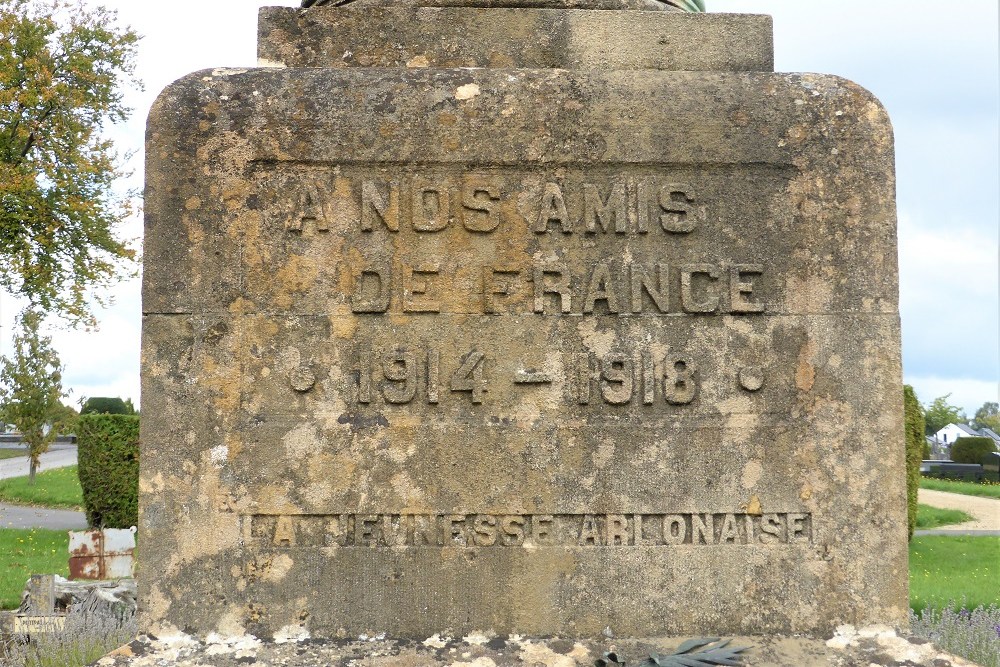 A NOS AMIS
DE FRANCE
• 1914 – 1918 •
LA JEUNESSE ARLONAISE